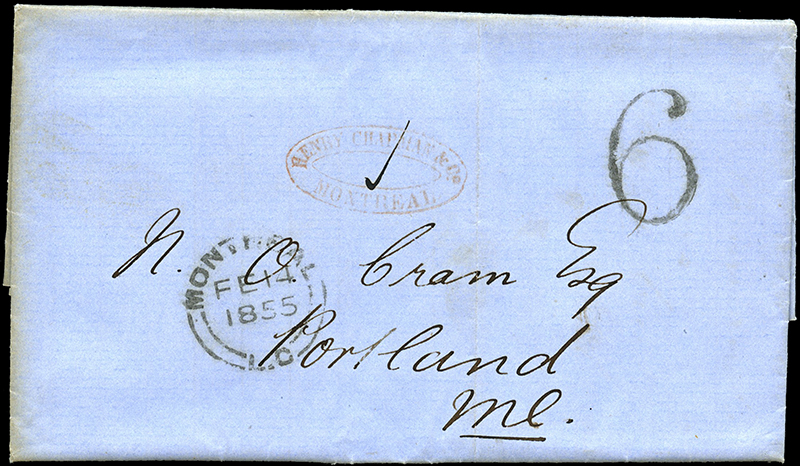 6
HENRY CHAPMAN & Co
MONTREAL
N. O. Cram Esq
MONTREAL
FE 14
1855
L.C
Portland
Me.